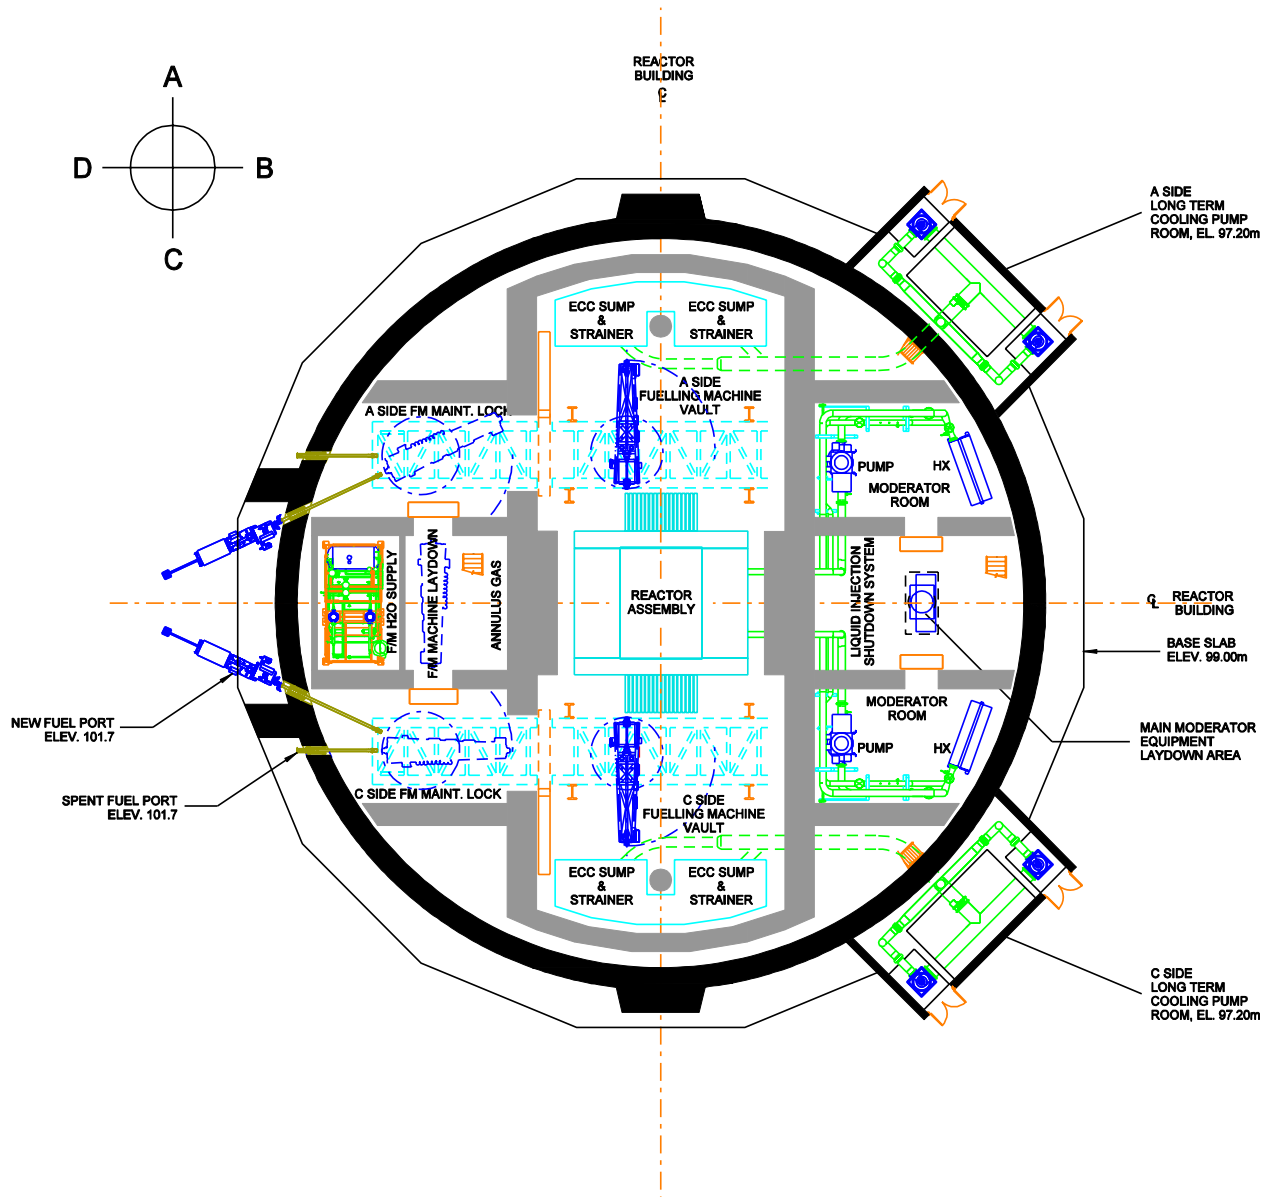 REACTOR
BUILDING
A
D
B
C
A SIDE
LONG TERM
COOLING PUMP
ROOM, EL. 97.20m
ECC SUMP
&
STRAINER
ECC SUMP
&
STRAINER
A SIDE
FUELLING MACHINE
VAULT
A SIDE FM MAINT. LOCK
PUMP
HX
MODERATOR
ROOM
F/M H2O SUPPLY
F/M MACHINE LAYDOWN
ANNULUS GAS
REACTOR
ASSEMBLY
LIQUID INJECTION
SHUTDOWN SYSTEM
REACTOR
BUILDING
BASE SLAB
ELEV. 99.00m
MODERATOR
ROOM
PUMP
HX
MAIN MODERATOR
EQUIPMENT
LAYDOWN AREA
NEW FUEL PORT
ELEV. 101.7
SPENT FUEL PORT
ELEV. 101.7
C SIDE FM MAINT. LOCK
C SIDE
FUELLING MACHINE
VAULT
ECC SUMP
&
STRAINER
ECC SUMP
&
STRAINER
C SIDE
LONG TERM
COOLING PUMP
ROOM, EL. 97.20m